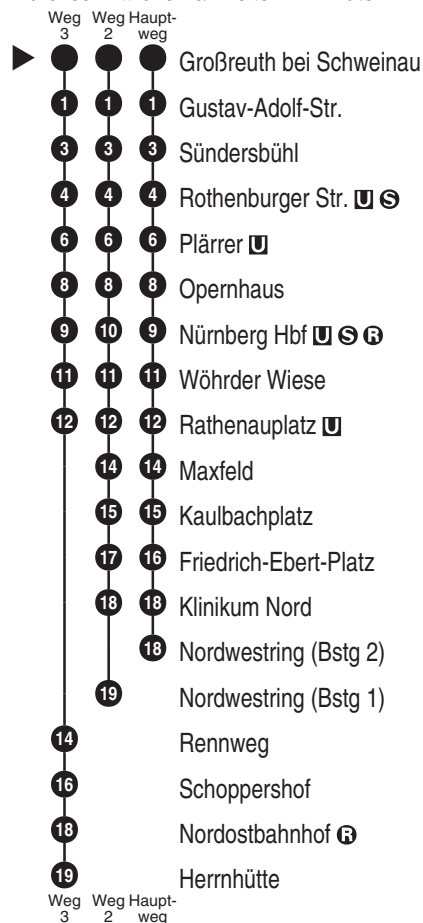 Weg Weg Haupt-
3 2 weg
Großreuth bei Schweinau
1 1 1 Gustav-Adolf-Str.
3 3 3 Sündersbühl
4 4 4 Rothenburger Str. U S
6 6 6 Plärrer U
8 8 8 Opernhaus
9 10 9 Nürnberg Hbf U S R
11 11 11 Wöhrder Wiese
12 12 12 Rathenauplatz U
14 14 Maxfeld
15 15 Kaulbachplatz
17 16 Friedrich-Ebert-Platz
18 18 Klinikum Nord
18 Nordwestring (Bstg 2)
19 Nordwestring (Bstg 1)
14 Rennweg
16 Schoppershof
18 Nordostbahnhof R
19 Herrnhütte
Weg Weg Haupt-
3 2 weg